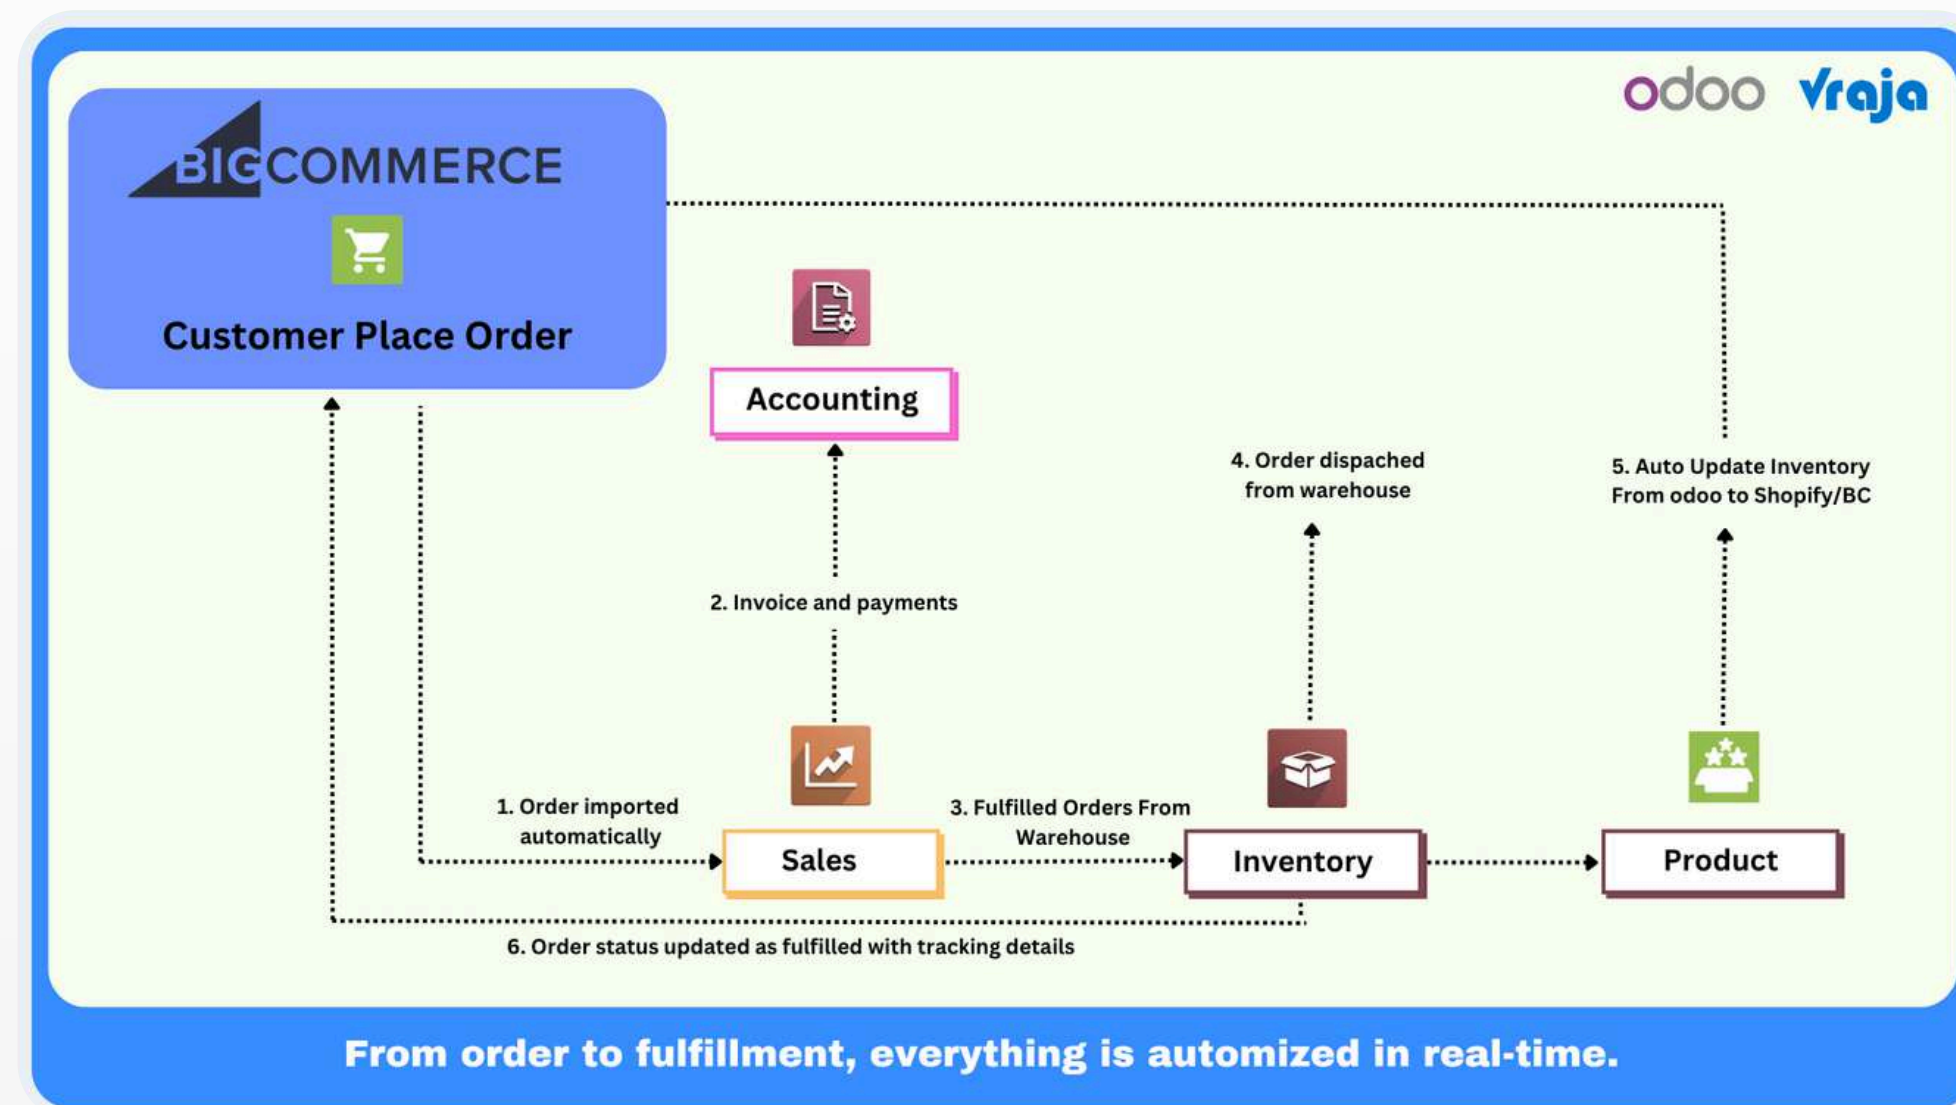 odoo vraja
BIGCOMMERCE
Customer Place Order
Accounting
4. Order dispached
from warehouse
5. Auto Update Inventory
From odoo to Shopify/BC
2. Invoice and payments
1. Order imported
automatically
3. Fulfilled Orders From
Warehouse
Sales
Inventory
Product
6. Order status updated as fulfilled with tracking details
From order to fulfillment, everything is automized in real-time.